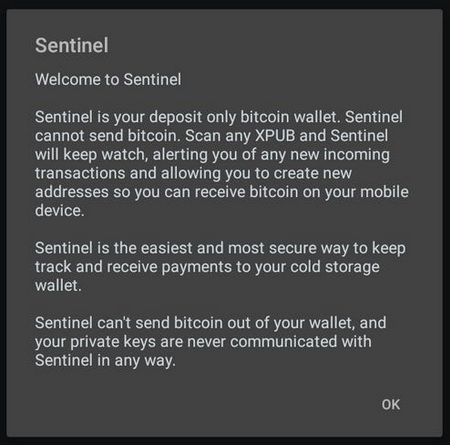 Sentinel
Welcome to Sentinel
Sentinel is your deposit only bitcoin wallet. Sentinel
cannot send bitcoin. Scan any XPUB and Sentinel
will keep watch, alerting you of any new incoming
transactions and allowing you to create new
addresses so you can receive bitcoin on your mobile
device.
Sentinel is the easiest and most secure way to keep
track and receive payments to your cold storage
wallet.
Sentinel can't send bitcoin out of your wallet, and
your private keys are never communicated with
Sentinel in any way.
OK